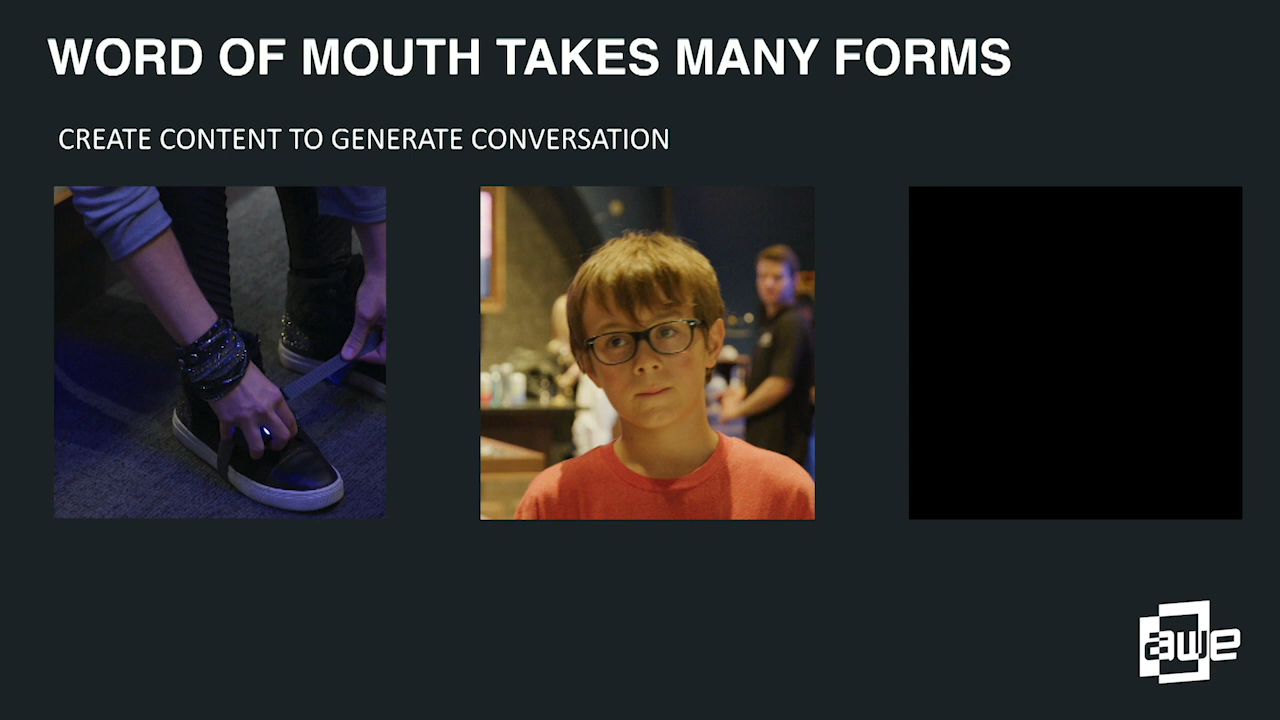 WORD OF MOUTH TAKES MANY FORMS
CREATE CONTENT TO GENERATE CONVERSATION
awe